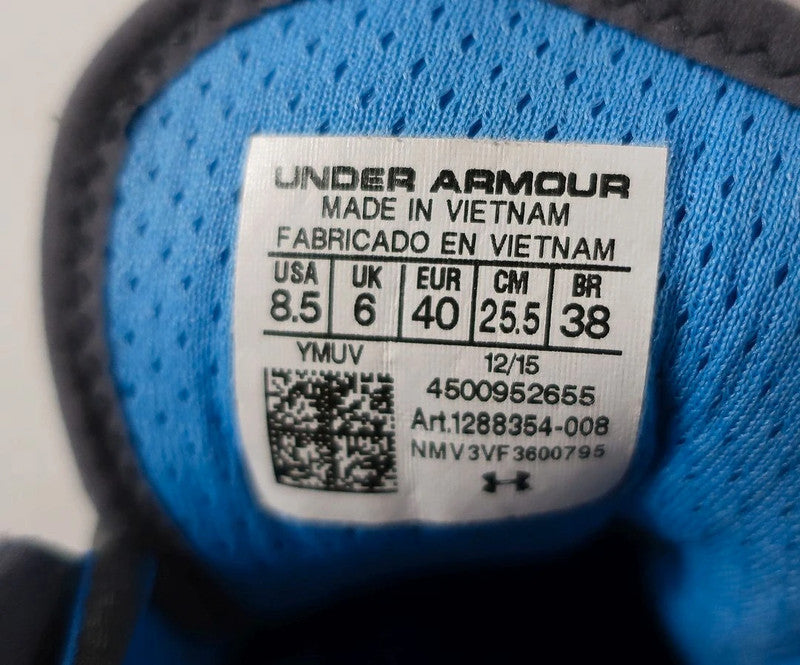 UNDER ARMOUR
MADE IN VIETNAM
FABRICADO EN VIETNAM
USA UK EUR CM BR
8.5 6 40 25.5 38
YMUV 12/15
4500952655
Art.1288354-008
NMV3VF3600795